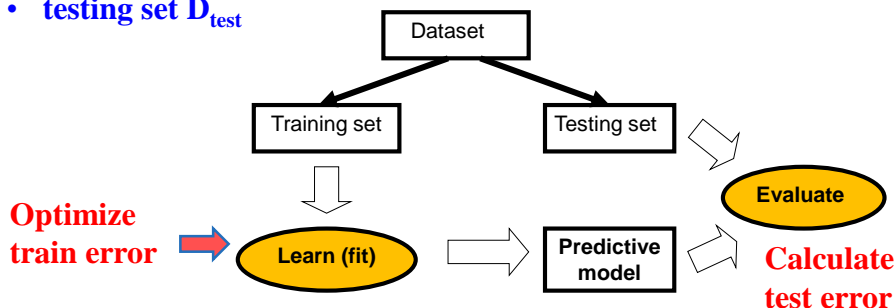 • testing set D_test
Dataset
Training set
Testing set
Evaluate
Optimize
train error
Learn (fit)
Predictive
model
Calculate
test error